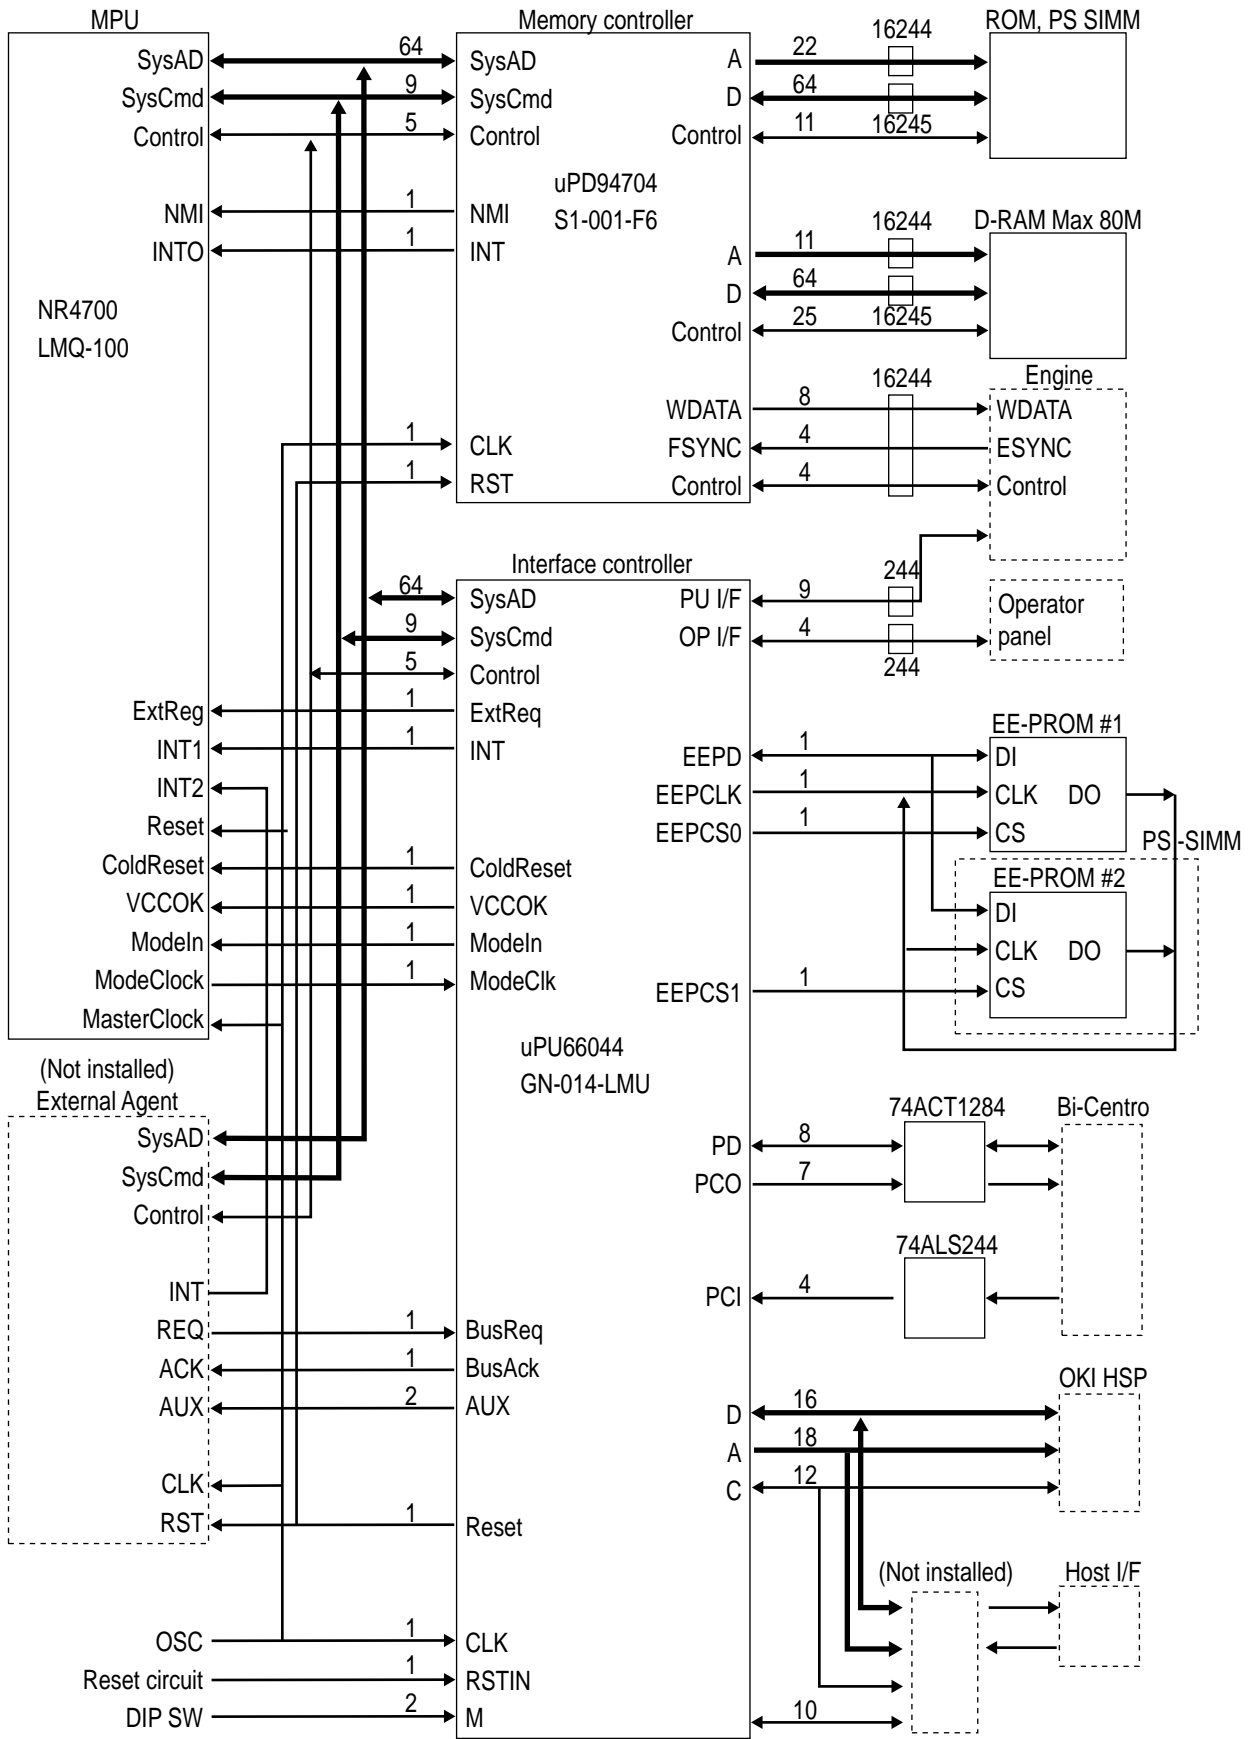 MPU
SysAD
SysCmd
Control
NMI
INTO
NR4700
LMQ-100
ExtReg
INT1
INT2
Reset
ColdReset
VCCOK
ModeIn
ModeClock
MasterClock
(Not installed)
External Agent
SysAD
SysCmd
Control
INT
REQ
ACK
AUX
CLK
RST
OSC
Reset circuit
DIP SW
64
9
5
1
1
1
1
64
9
5
1
1
1
1
1
1
1
1
2
1
1
1
2
Memory controller
SysAD
SysCmd
Control
NMI
INT
CLK
RST
uPD94704
S1-001-F6
A
D
Control
A
D
Control
WDATA
FSYNC
Control
Interface controller
SysAD
SysCmd
Control
ExtReq
INT
ColdReset
VCCOK
ModeIn
ModeClk
uPU66044
GN-014-LMU
BusReq
BusAck
AUX
Reset
CLK
RSTIN
M
PU I/F
OP I/F
EEPD
EEPCLK
EEPCS0
EEPCS1
PD
PCO
PCI
D
A
C
22
64
11
16244
16245
ROM, PS SIMM
11
64
25
16244
16245
D-RAM Max 80M
8
4
4
16244
Engine
WDATA
ESYNC
Control
9
4
244
244
Operator
panel
1
1
1
EE-PROM #1
DI
CLK DO
CS
PS -SIMM
EE-PROM #2
DI
CLK DO
CS
1
8
7
74ACT1284
Bi-Centro
4
74ALS244
16
18
12
OKI HSP
(Not installed)
Host I/F
10